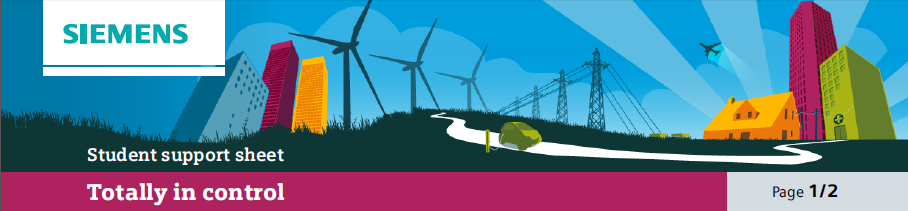 SIEMENS
Student support sheet
Totally in control
Page 1/2